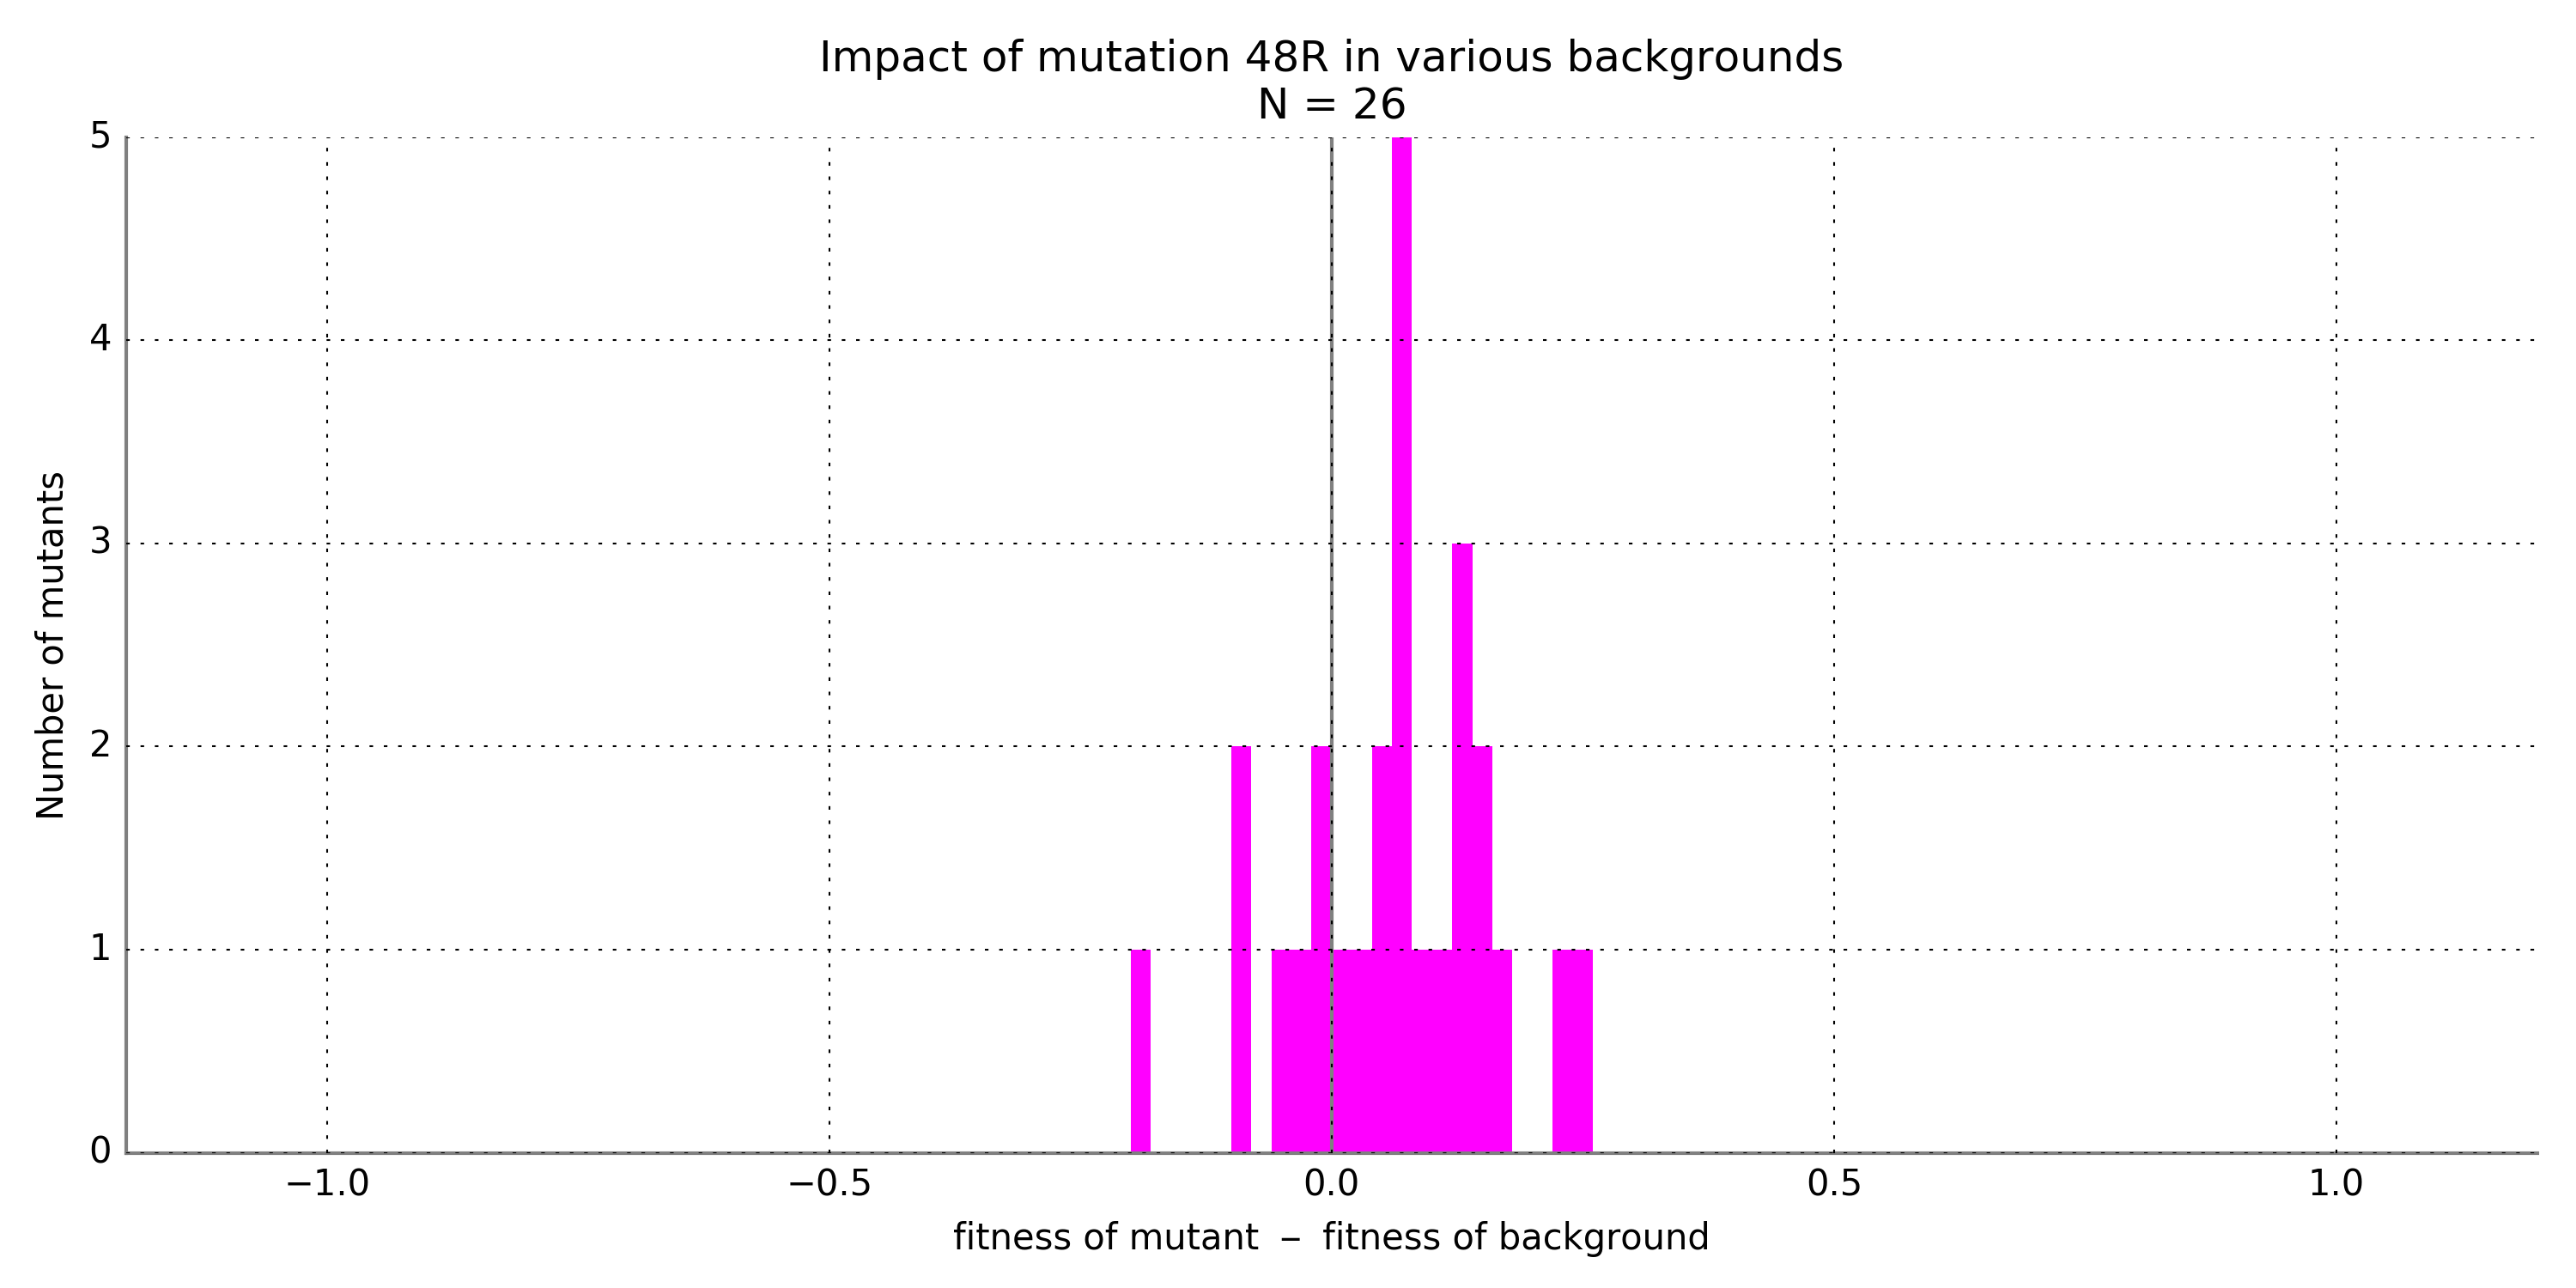 Impact of mutation 48R in various backgrounds
N = 26
5
4
3
2
1
0
Number of mutants
−1.0 −0.5 0.0 0.5 1.0
fitness of mutant – fitness of background